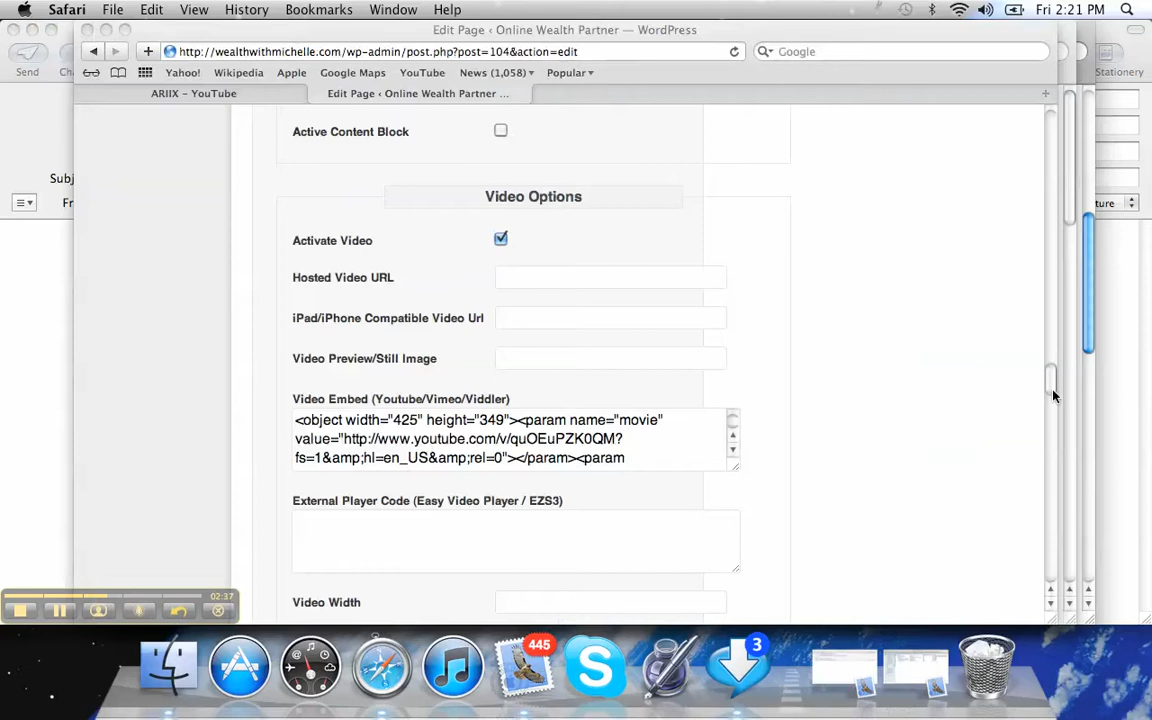 Safari File Edit View History Bookmarks Window Help Fri 2:21 PM
Edit Page ‹ Online Wealth Partner — WordPress
Send
http://wealthwithmichelle.com/wp-admin/post.php?post=104&action=edit
Google
Stationery
Yahoo! Wikipedia Apple Google Maps YouTube News (1,058) Popular
ARIIX – YouTube
Edit Page ‹ Online Wealth Partner ...
Active Content Block
Video Options
Activate Video
Hosted Video URL
iPad/iPhone Compatible Video Url
Video Preview/Still Image
Video Embed (Youtube/Vimeo/Viddler)
<object width="425" height="349"><param name="movie"
value="http://www.youtube.com/v/quOEuPZK0QM?
fs=1&amp;hl=en_US&amp;rel=0"></param><param
External Player Code (Easy Video Player / EZS3)
Video Width
02:37
445
3